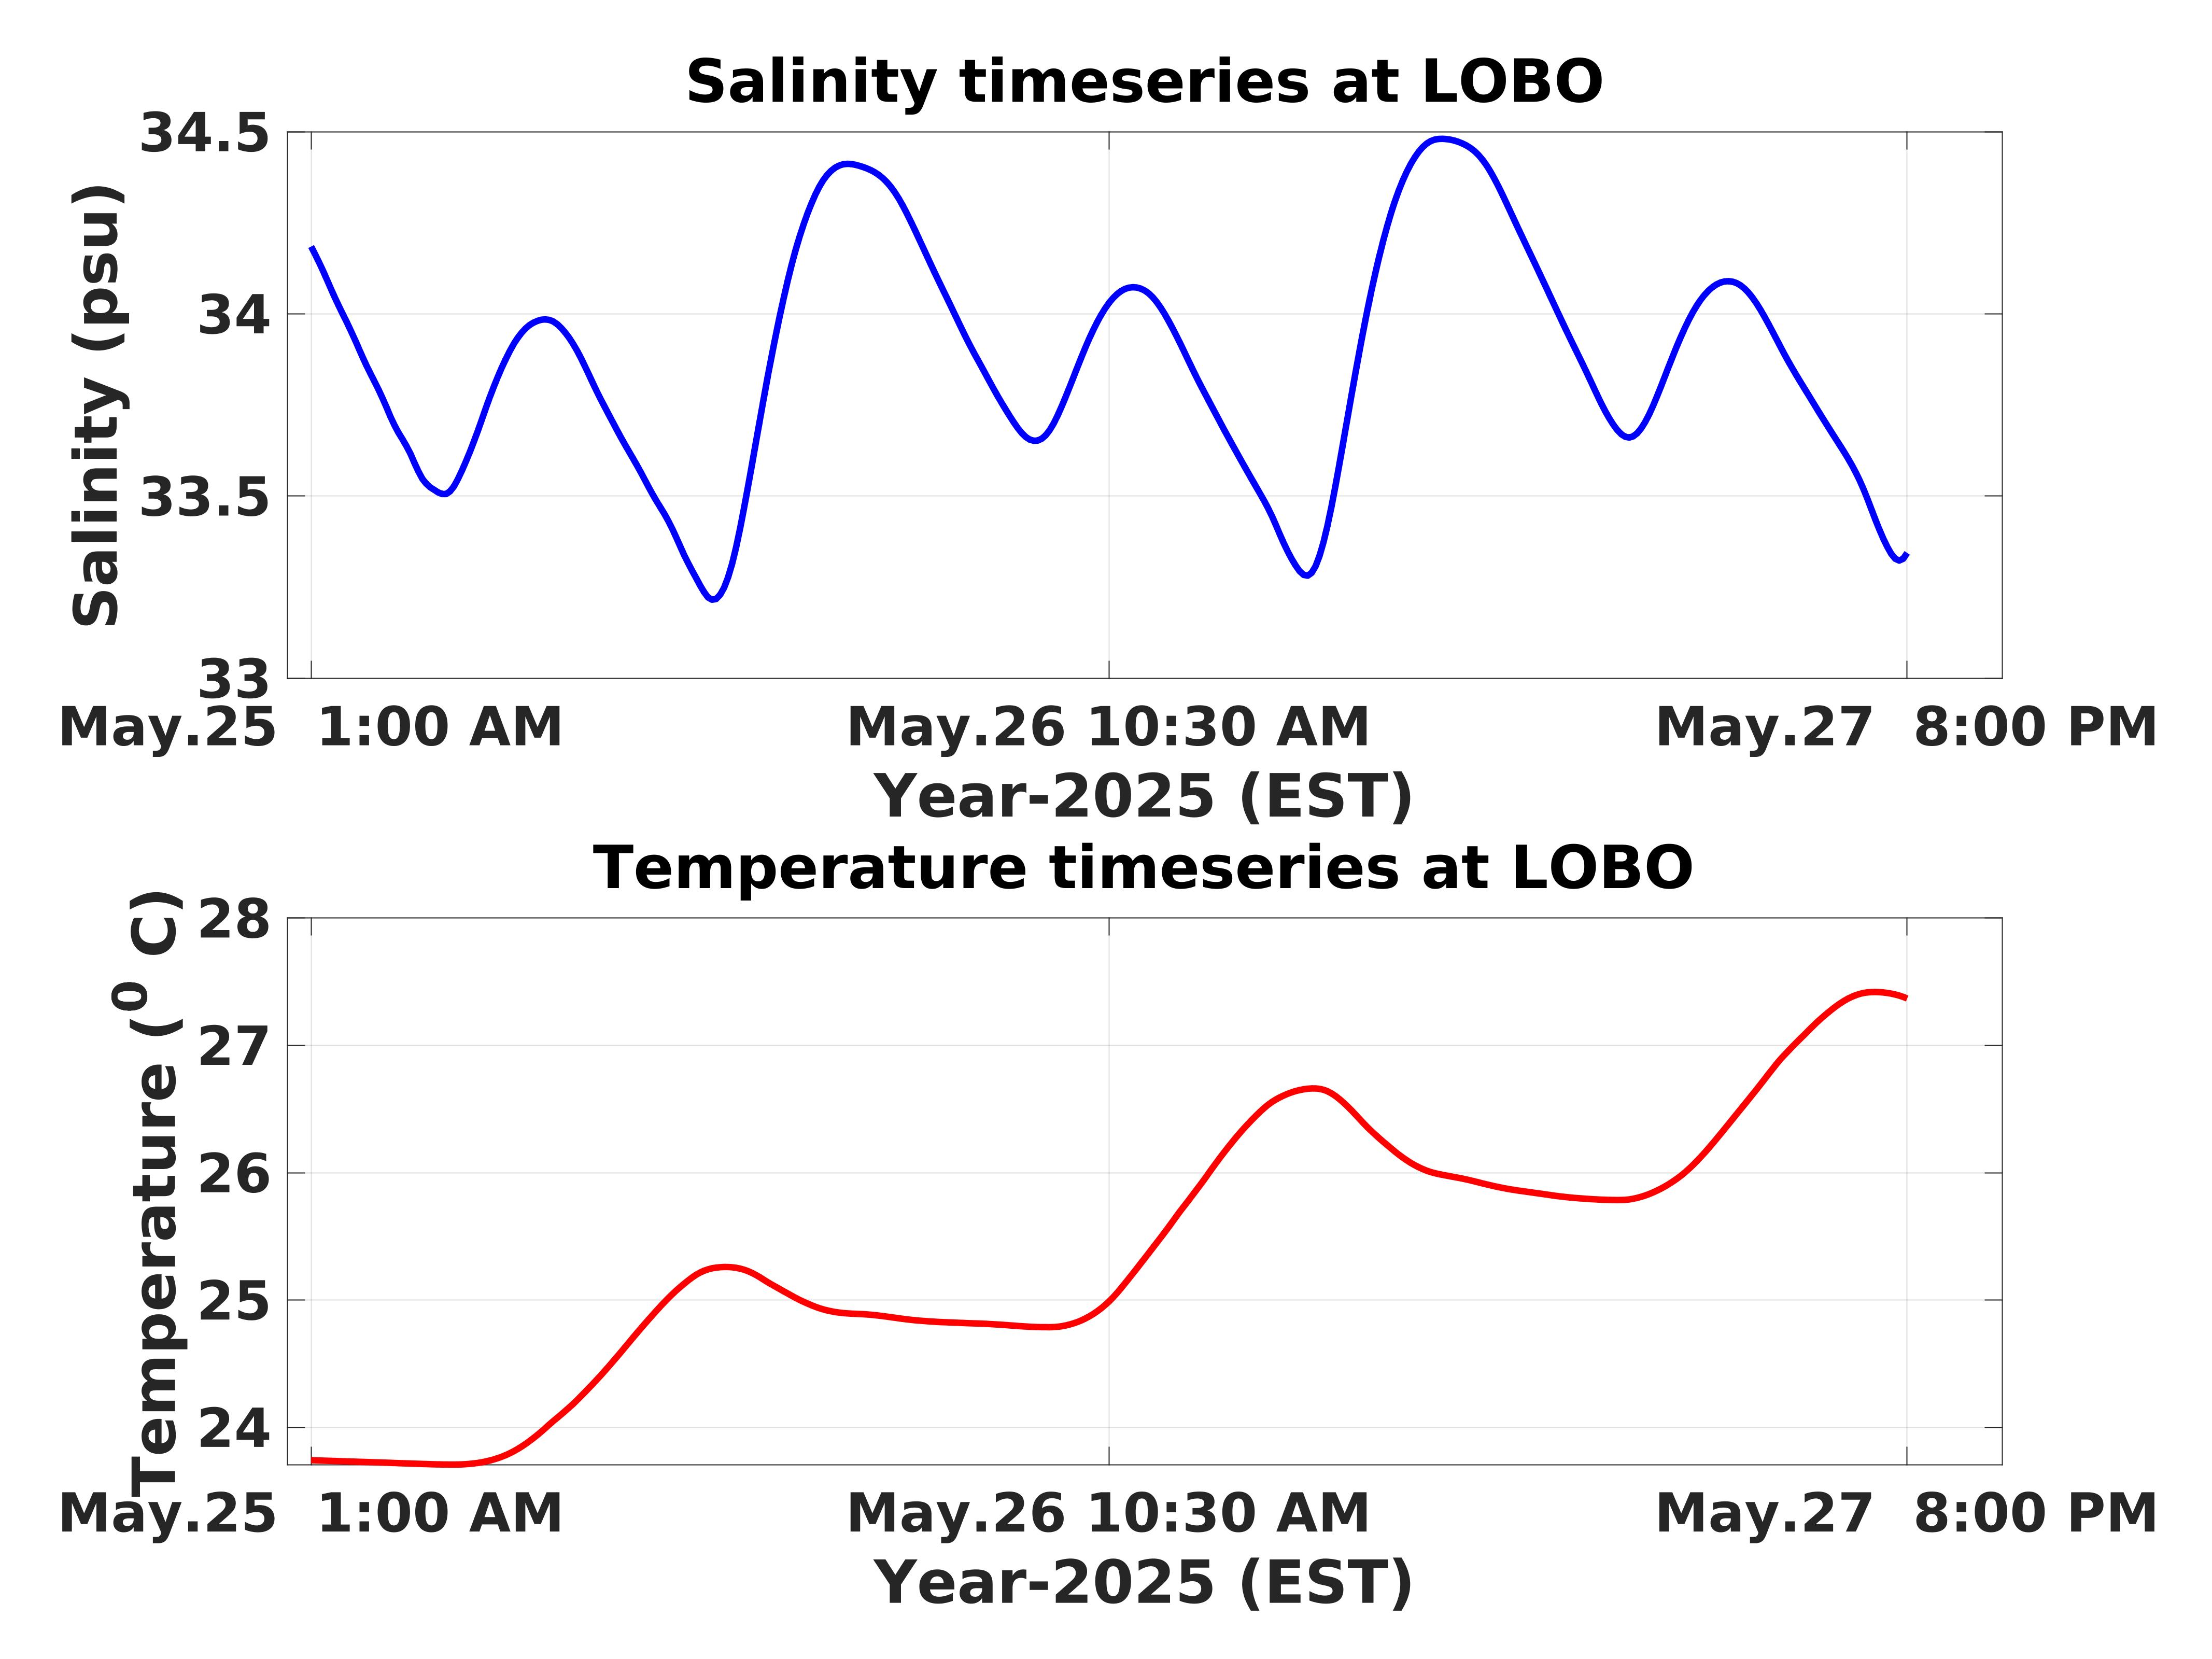 Salinity timeseries at LOBO
Salinity (psu)
34.5
34
33.5
33
May.25 1:00 AM
May.26 10:30 AM
May.27 8:00 PM
Year-2025 (EST)
Temperature timeseries at LOBO
Temperature (⁰ C)
28
27
26
25
24
May.25 1:00 AM
May.26 10:30 AM
May.27 8:00 PM
Year-2025 (EST)